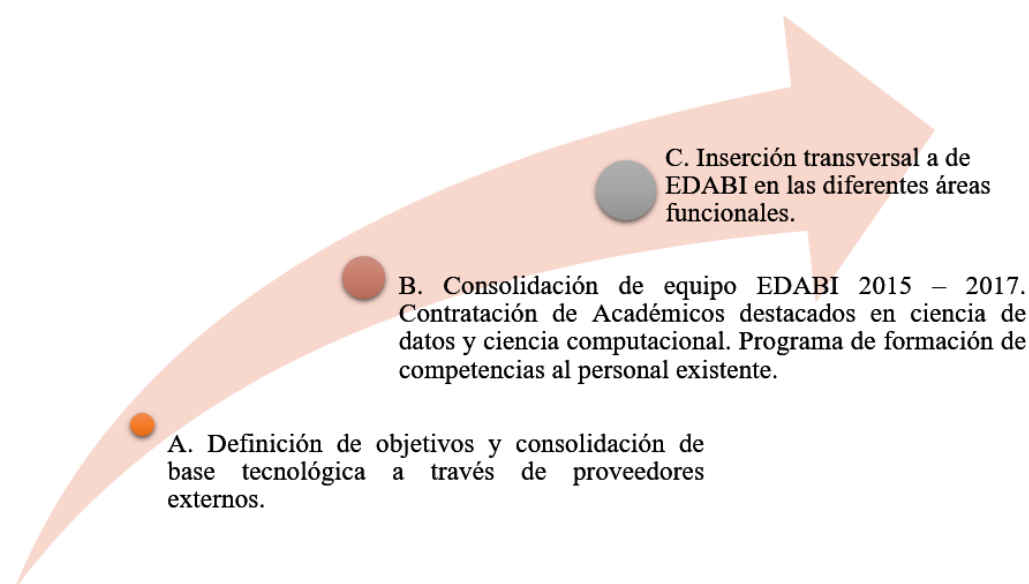 C. Inserción transversal a de
EDABI en las diferentes áreas
funcionales.
B. Consolidación de equipo EDABI 2015 – 2017.
Contratación de Académicos destacados en ciencia de
datos y ciencia computacional. Programa de formación de
competencias al personal existente.
A. Definición de objetivos y consolidación de
base tecnológica a través de proveedores
externos.